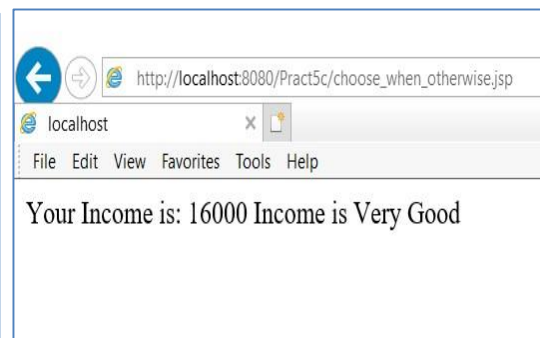 http://localhost:8080/Pract5c/choose_when_otherwise.jsp
localhost
File Edit View Favorites Tools Help
Your Income is: 16000 Income is Very Good